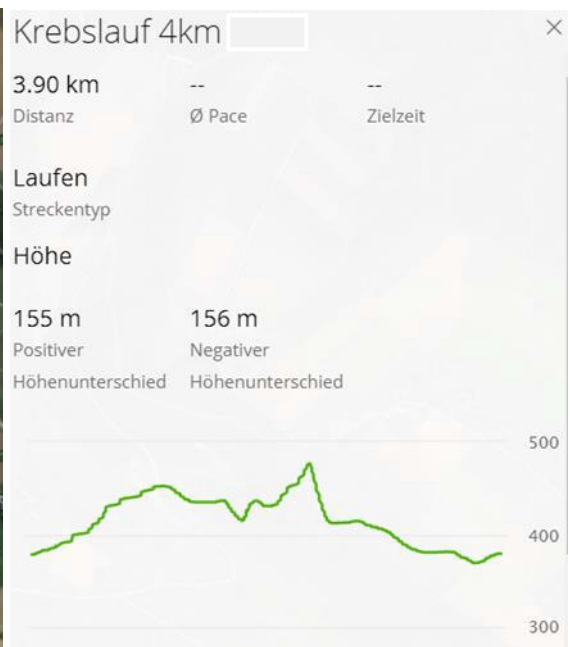 Krebslauf 4km
3.90 km -- --
Distanz Ø Pace Zielzeit
Laufen
Streckentyp
Höhe
155 m 156 m
Positiver Negativer
Höhenunterschied Höhenunterschied
500
400
300